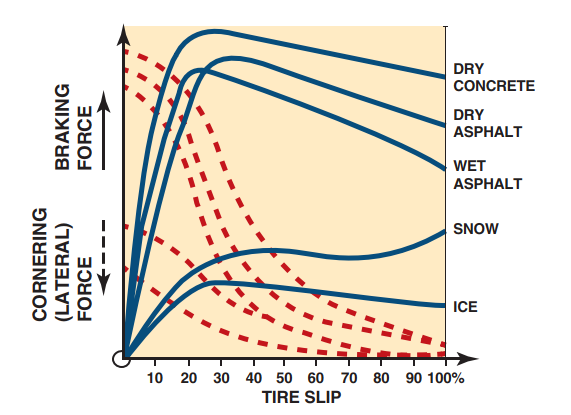 BRAKING
FORCE
CORNERING
(LATERAL)
FORCE
DRY
CONCRETE
DRY
ASPHALT
WET
ASPHALT
SNOW
ICE
10 20 30 40 50 60 70 80 90 100%
TIRE SLIP